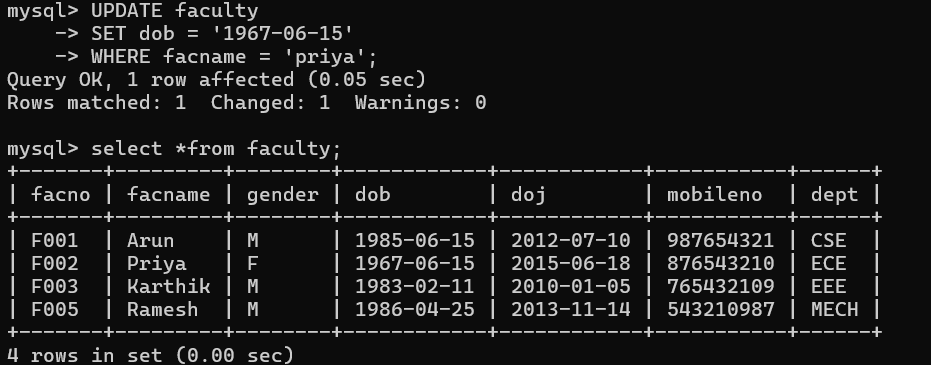 mysql> UPDATE faculty
    -> SET dob = '1967-06-15'
    -> WHERE facname = 'priya';
Query OK, 1 row affected (0.05 sec)
Rows matched: 1  Changed: 1  Warnings: 0

mysql> select *from faculty;
+-------+---------+--------+------------+------------+-----------+------+
| facno | facname | gender | dob        | doj        | mobileno  | dept |
+-------+---------+--------+------------+------------+-----------+------+
| F001  | Arun    | M      | 1985-06-15 | 2012-07-10 | 987654321 | CSE  |
| F002  | Priya   | F      | 1967-06-15 | 2015-06-18 | 876543210 | ECE  |
| F003  | Karthik | M      | 1983-02-11 | 2010-01-05 | 765432109 | EEE  |
| F005  | Ramesh  | M      | 1986-04-25 | 2013-11-14 | 543210987 | MECH |
+-------+---------+--------+------------+------------+-----------+------+
4 rows in set (0.00 sec)